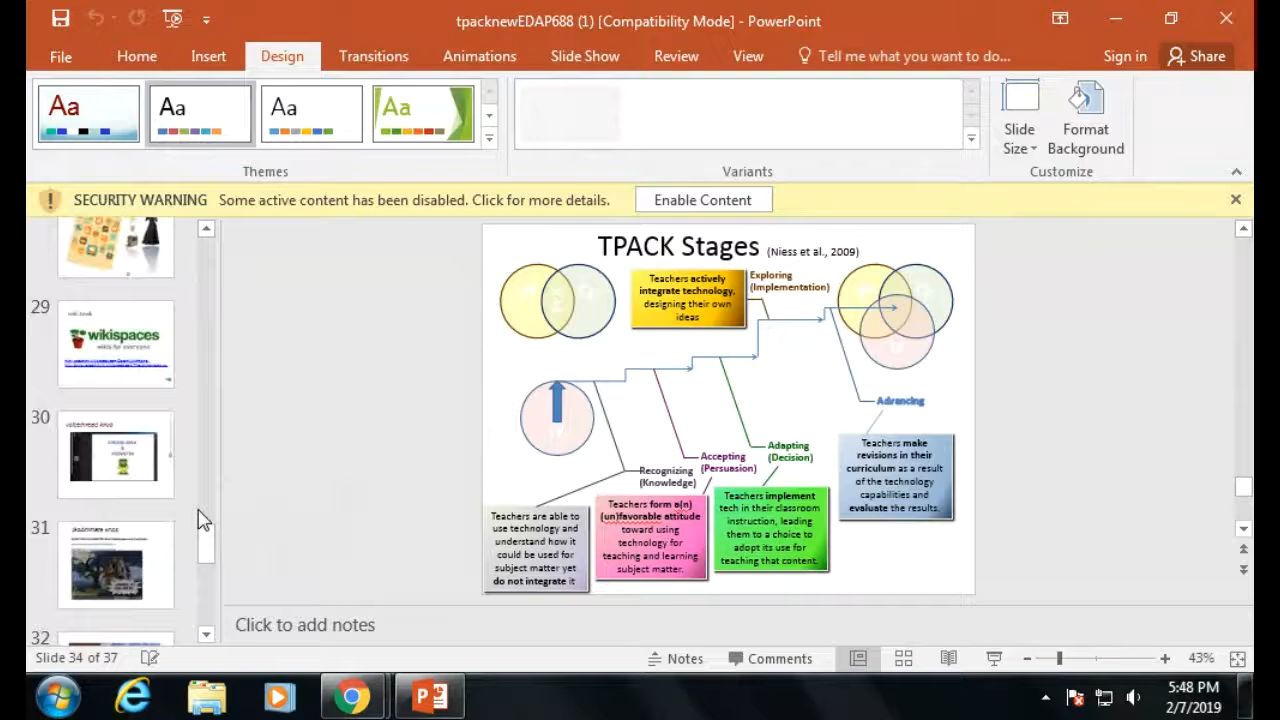 tpacknewEDAP688 (1) [Compatibility Mode] - PowerPoint
File Home Insert Design Transitions Animations Slide Show Review View Tell me what you want to do... Sign in Share
Aa Aa Aa Aa
Slide Size
Format Background
Themes Variants Customize
SECURITY WARNING Some active content has been disabled. Click for more details. Enable Content
29
wikispaces
30
31
32
TPACK Stages (Niess et al., 2009)
Teachers actively
integrate technology,
designing their own
ideas
Exploring
(Implementation)
Advancing
Teachers make
revisions in their
curriculum as a result
of the technology
capabilities and
evaluate the results.
Adapting
(Decision)
Teachers implement
tech in their classroom
instruction, leading
them to a choice to
adopt its use for
teaching that content.
Accepting
(Persuasion)
Teachers form a(n)
(un)favorable attitude
toward using
technology for
teaching and learning
subject matter.
Recognizing
(Knowledge)
Teachers are able to
use technology and
understand how it
could be used for
subject matter yet
do not integrate it
Click to add notes
Slide 34 of 37 Notes Comments 43%
5:48 PM
2/7/2019